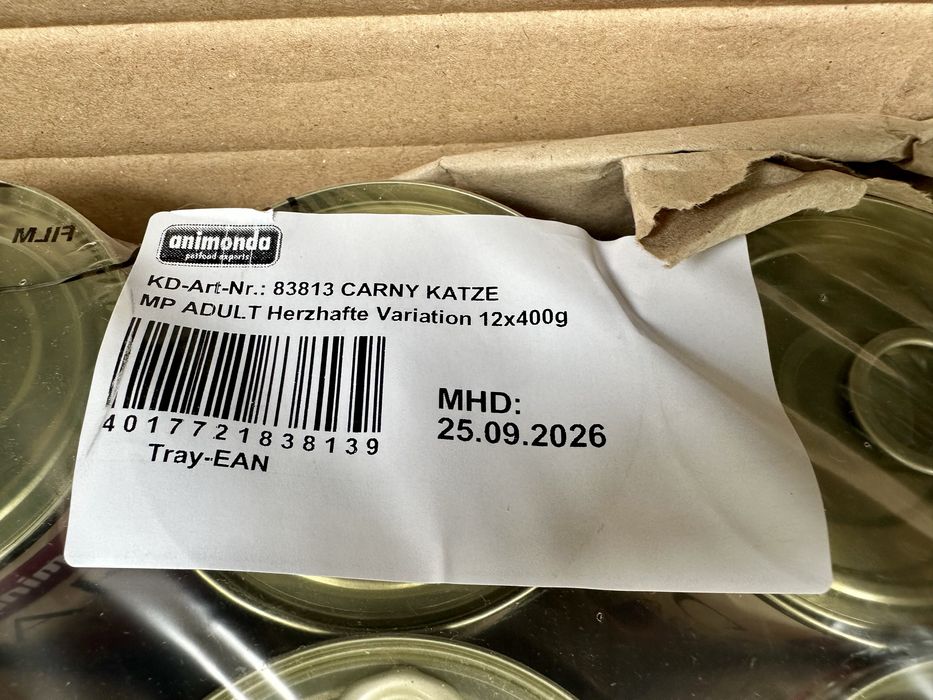 FILM
animonda
petfood experts
KD-Art-Nr.: 83813 CARNY KATZE
MP ADULT Herzhafte Variation 12x400g
4017721838139
Tray-EAN
MHD:
25.09.2026